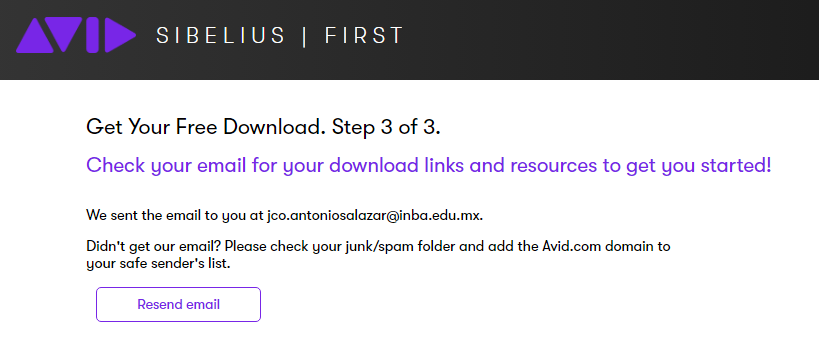 AVID SIBELIUS | FIRST
Get Your Free Download. Step 3 of 3.
Check your email for your download links and resources to get you started!
We sent the email to you at jco.antoniosalazar@inba.edu.mx.
Didn't get our email? Please check your junk/spam folder and add the Avid.com domain to
your safe sender's list.
Resend email